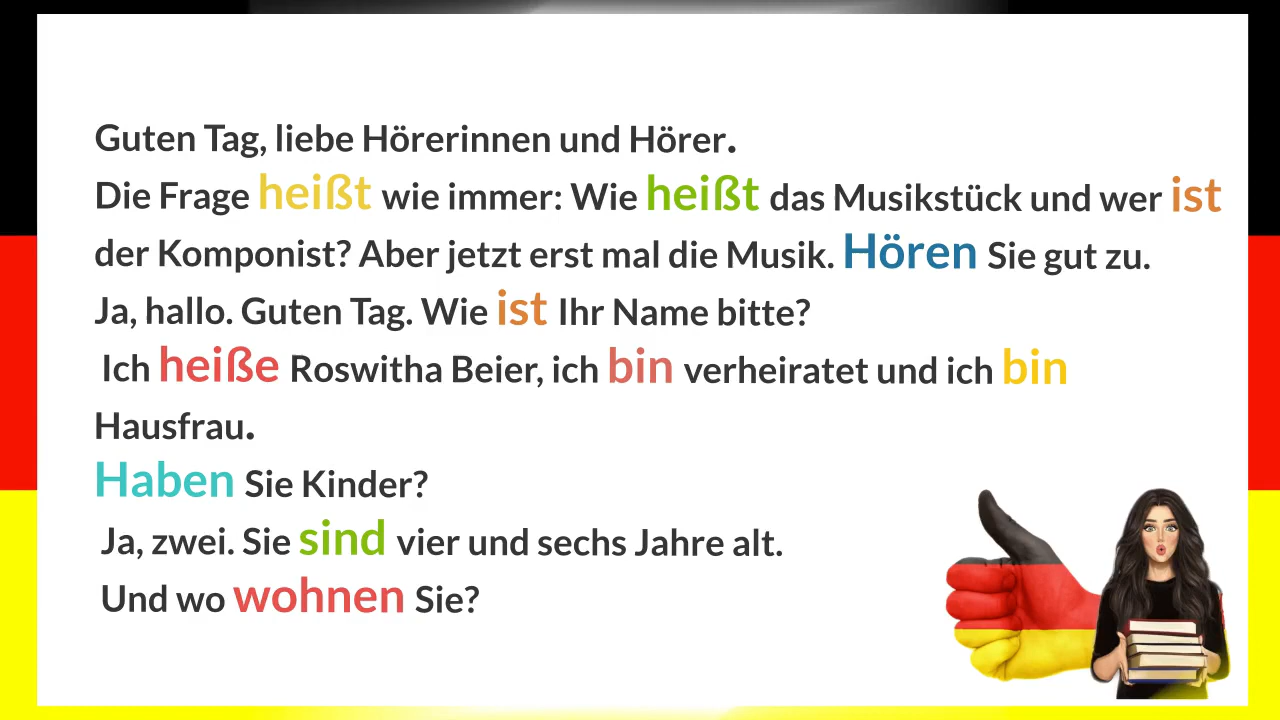 Guten Tag, liebe Hörerinnen und Hörer.
Die Frage heißt wie immer: Wie heißt das Musikstück und wer ist
der Komponist? Aber jetzt erst mal die Musik. Hören Sie gut zu.
Ja, hallo. Guten Tag. Wie ist Ihr Name bitte?
Ich heiße Roswitha Beier, ich bin verheiratet und ich bin
Hausfrau.
Haben Sie Kinder?
Ja, zwei. Sie sind vier und sechs Jahre alt.
Und wo wohnen Sie?